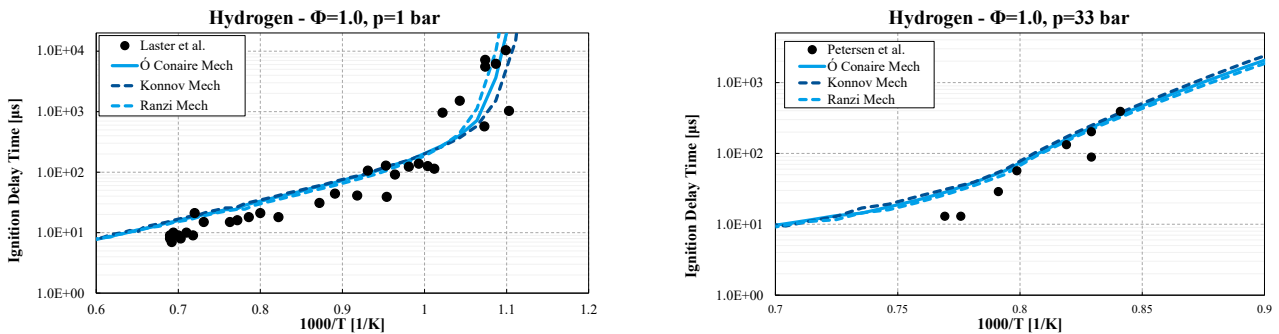 Hydrogen - Φ=1.0, p=1 bar
Ignition Delay Time [µs]
1.0E+04
1.0E+03
1.0E+02
1.0E+01
1.0E+00
Laster et al.
Ó Conaire Mech
Konnov Mech
Ranzi Mech
0.6 0.7 0.8 0.9 1 1.1 1.2
1000/T [1/K]
Hydrogen - Φ=1.0, p=33 bar
Ignition Delay Time [µs]
1.0E+03
1.0E+02
1.0E+01
1.0E+00
Petersen et al.
Ó Conaire Mech
Konnov Mech
Ranzi Mech
0.7 0.75 0.8 0.85 0.9
1000/T [1/K]